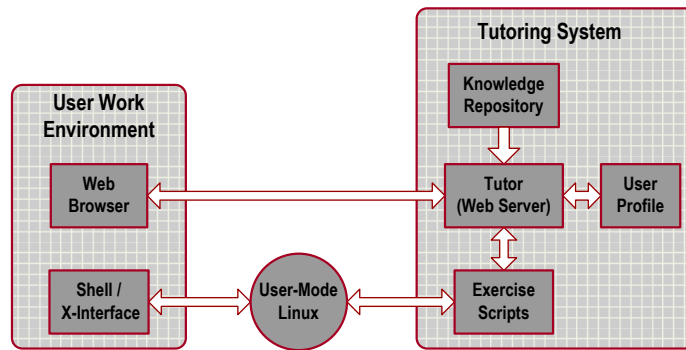 Tutoring System
Knowledge
Repository
User Work
Environment
Web
Browser
Tutor
(Web Server)
User
Profile
Shell /
X-Interface
User-Mode
Linux
Exercise
Scripts